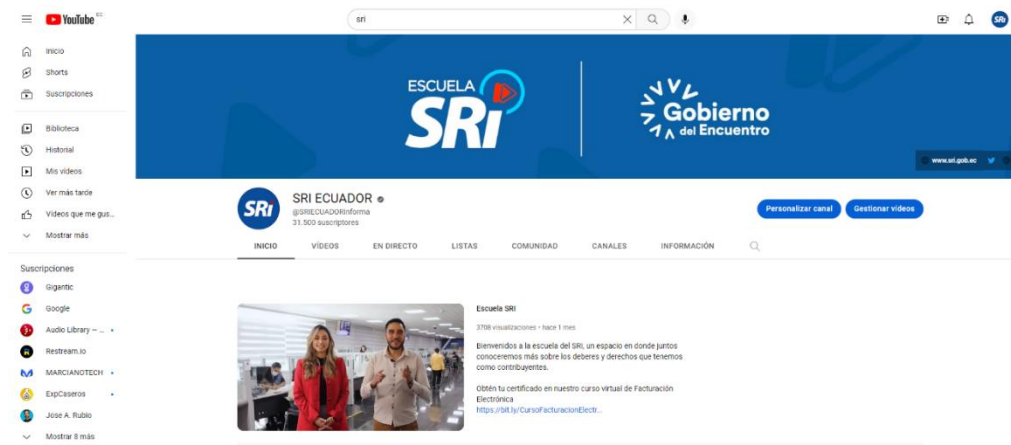 YouTube EC
sri
SRi
Inicio
Shorts
Suscripciones
Biblioteca
Historial
Mis vídeos
Ver más tarde
Vídeos que me gus...
Mostrar más
Suscripciones
Gigantic
Google
Audio Library — ...
Restream.io
MARCIANOTECH
ExpCaseros
Jose A. Rubio
Mostrar 8 más
ESCUELA
SRi
Gobierno
del Encuentro
www.sri.gob.ec
SRi
SRI ECUADOR
@SRIECUADORInforma
31.500 suscriptores
Personalizar canal
Gestionar vídeos
INICIO VÍDEOS EN DIRECTO LISTAS COMUNIDAD CANALES INFORMACIÓN
Escuela SRI
3708 visualizaciones • hace 1 mes
Bienvenidos a la escuela del SRI, un espacio en donde juntos
conoceremos más sobre los deberes y derechos que tenemos
como contribuyentes.
Obtén tu certificado en nuestro curso virtual de Facturación
Electrónica
https://bit.ly/CursoFacturacionElectr...